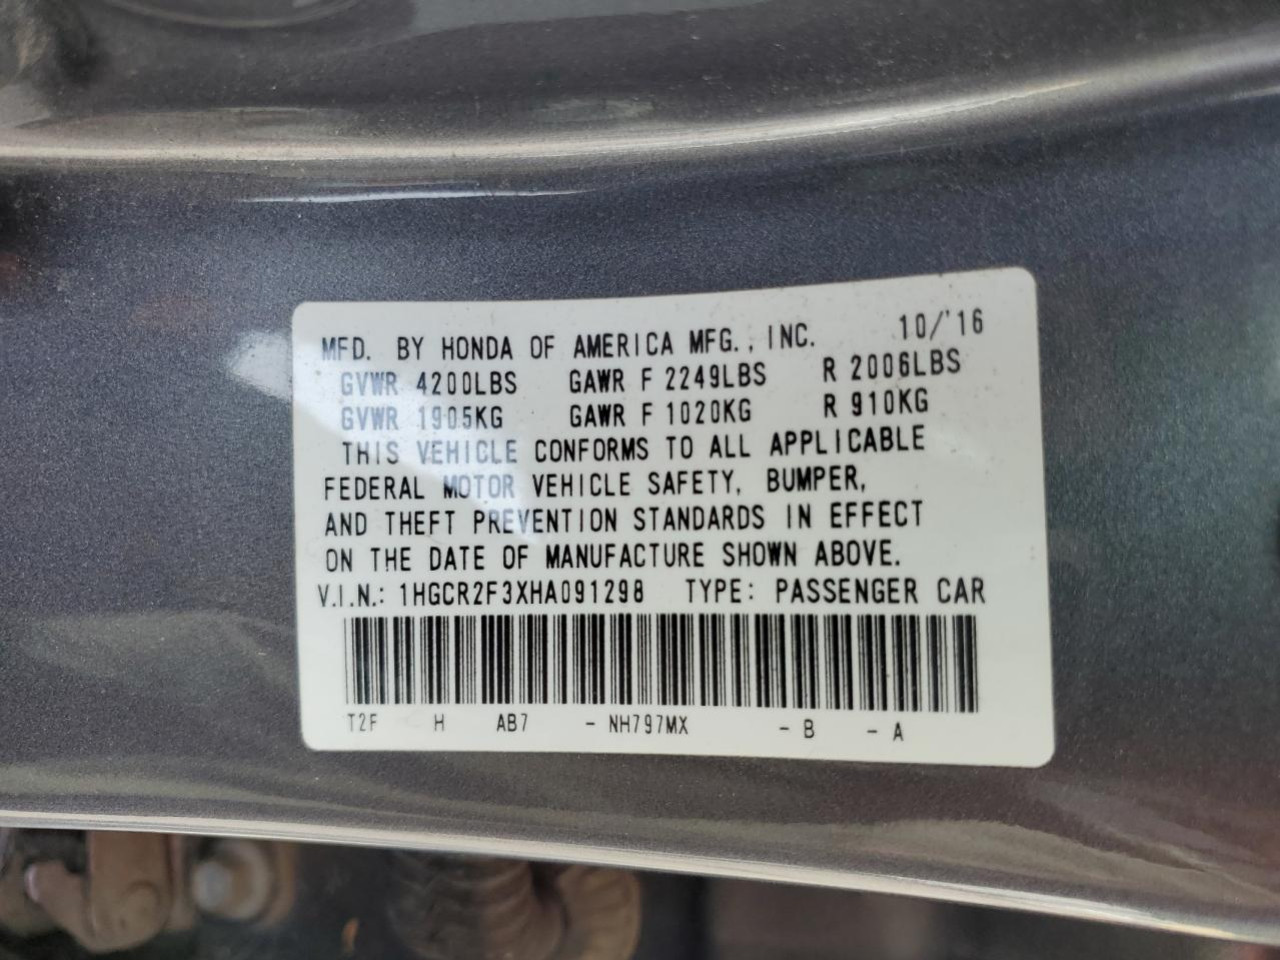 MFD. BY HONDA OF AMERICA MFG., INC. 10/'16
GVWR 4200LBS GAWR F 2249LBS R 2006LBS
GVWR 1905KG GAWR F 1020KG R 910KG
THIS VEHICLE CONFORMS TO ALL APPLICABLE
FEDERAL MOTOR VEHICLE SAFETY, BUMPER,
AND THEFT PREVENTION STANDARDS IN EFFECT
ON THE DATE OF MANUFACTURE SHOWN ABOVE.
V.I.N.: 1HGCR2F3XHA091298 TYPE: PASSENGER CAR
T2F H AB7 - NH797MX - B - A